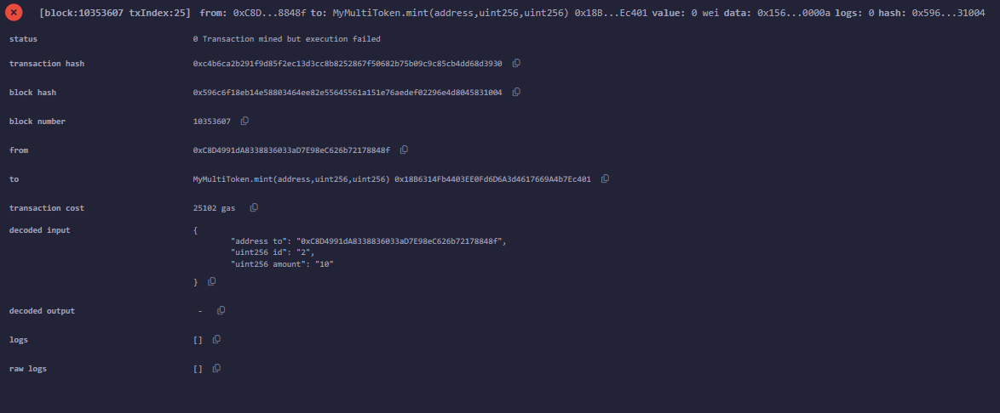 [block:10353607 txIndex:25] from: 0xC8D...8848f to: MyMultiToken.mint(address,uint256,uint256) 0x18B...Ec401 value: 0 wei data: 0x156...0000a logs: 0 hash: 0x596...31004
status 0 Transaction mined but execution failed
transaction hash 0xc4b6ca2b291f9d85f2ec13d3cc8b8252867f50682b75b09c9c85cb4dd68d3930
block hash 0x596c6f18eb14e58803464ee82e55645561a151e76aedef02296e4d8045831004
block number 10353607
from 0xC8D4991dA8338836033aD7E98eC626b72178848f
to MyMultiToken.mint(address,uint256,uint256) 0x18B6314Fb4403EE0Fd6D6A3d4617669A4b7Ec401
transaction cost 25102 gas
decoded input {
"address to": "0xC8D4991dA8338836033aD7E98eC626b72178848f",
"uint256 id": "2",
"uint256 amount": "10"
}
decoded output -
logs []
raw logs []